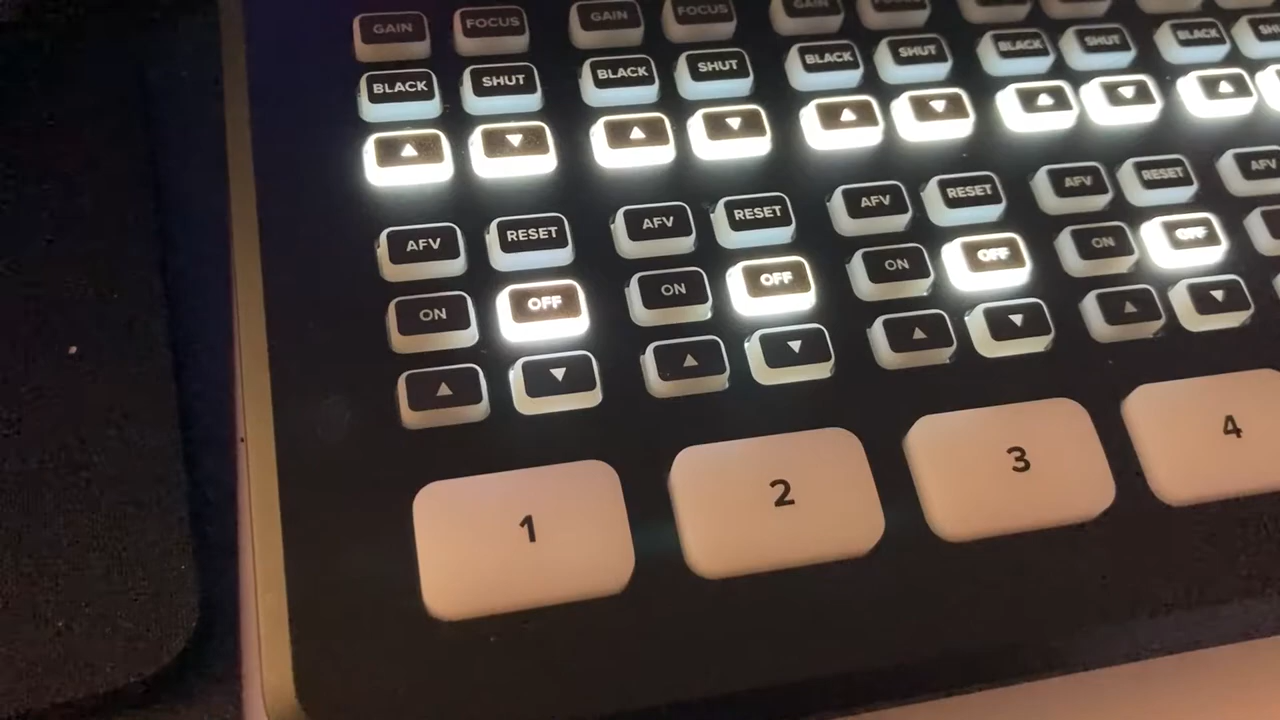 GAIN FOCUS GAIN FOCUS GAIN
BLACK SHUT BLACK SHUT BLACK SHUT BLACK SHUT BLACK
▲ ▼ ▲ ▼ ▲ ▼ ▲ ▼ ▲
AFV RESET AFV RESET AFV RESET AFV RESET AFV
ON OFF ON OFF ON OFF ON OFF
▲ ▼ ▲ ▼ ▲ ▼ ▲ ▼
1 2 3 4